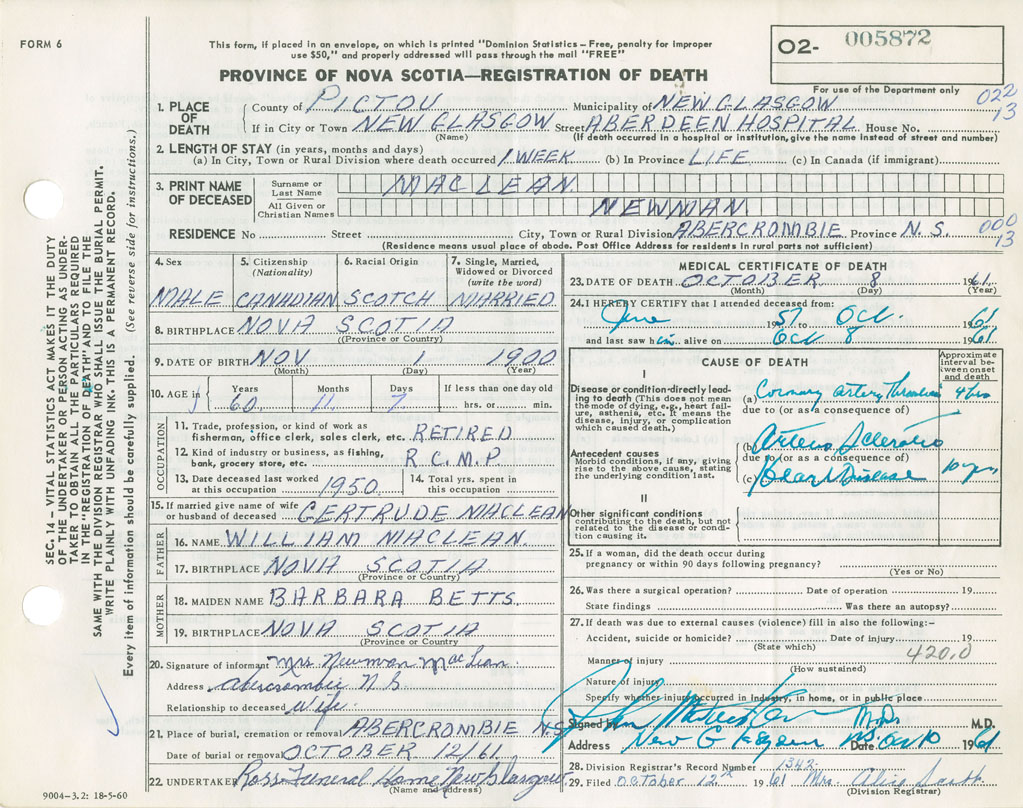 FORM 6
This form, if placed in an envelope, on which is printed "Dominion Statistics – Free, penalty for improper
use $50," and properly addressed will pass through the mail "FREE"
O2- 005872
PROVINCE OF NOVA SCOTIA—REGISTRATION OF DEATH
For use of the Department only
1. PLACE OF DEATH
County of PICTOU Municipality of NEW GLASGOW 022
If in City or Town NEW GLASGOW Street ABERDEEN HOSPITAL House No. 13
(Name) (If death occurred in a hospital or institution, give the name instead of street and number)
2. LENGTH OF STAY (in years, months and days)
(a) In City, Town or Rural Division where death occurred 1 WEEK (b) In Province LIFE (c) In Canada (if immigrant)
3. PRINT NAME OF DECEASED
Surname or Last Name MACLEAN
All Given or Christian Names NEWMAN
RESIDENCE No Street City, Town or Rural Division ABERCROMBIE Province N. S. 000 13
(Residence means usual place of abode. Post Office Address for residents in rural parts not sufficient)
4. Sex MALE
5. Citizenship (Nationality) CANADIAN
6. Racial Origin SCOTCH
7. Single, Married, Widowed or Divorced (write the word) MARRIED
8. BIRTHPLACE NOVA SCOTIA
(Province or Country)
9. DATE OF BIRTH NOV 1 1900
(Month) (Day) (Year)
10. AGE in Years 60 Months 11 Days 7 If less than one day old hrs. or min.
OCCUPATION
11. Trade, profession, or kind of work as fisherman, office clerk, sales clerk, etc. RETIRED
12. Kind of industry or business, as fishing, bank, grocery store, etc. R.C.M.P.
13. Date deceased last worked at this occupation 1950
14. Total yrs. spent in this occupation
15. If married give name of wife or husband of deceased GERTRUDE MACLEAN
FATHER
16. NAME WILLIAM MACLEAN
17. BIRTHPLACE NOVA SCOTIA
(Province or Country)
MOTHER
18. MAIDEN NAME BARBARA BETTS
19. BIRTHPLACE NOVA SCOTIA
(Province or Country)
20. Signature of informant Mrs. Newman MacLean
Address Abercrombie N S
Relationship to deceased Wife
21. Place of burial, cremation or removal ABERCROMBIE N.S.
Date of burial or removal OCTOBER 12/61
22. UNDERTAKER Ross Funeral Home New Glasgow
(Name and Address)
MEDICAL CERTIFICATE OF DEATH
23. DATE OF DEATH OCTOBER 8 1961
(Month) (Day) (Year)
24. I HEREBY CERTIFY that I attended deceased from:
June 1957 to Oct. 1961
and last saw him alive on Oct 8 1961
CAUSE OF DEATH
Approximate interval between onset and death
I
Disease or condition directly leading to death (This does not mean the mode of dying, e.g., heart failure, asthenia, etc. It means the disease, injury, or complication which caused death.)
(a) Coronary artery Thrombosis 4 hrs
due to (or as a consequence of)
Antecedent causes
Morbid conditions, if any, giving rise to the above cause, stating the underlying condition last.
(b) Arterio Sclerotic
due to (or as a consequence of)
(c) Heart Disease 10 yrs
II
Other significant conditions contributing to the death, but not related to the disease or condition causing it.
25. If a woman, did the death occur during pregnancy or within 90 days following pregnancy?
(Yes or No)
26. Was there a surgical operation? Date of operation 19
State findings Was there an autopsy?
27. If death was due to external causes (violence) fill in also the following:–
Accident, suicide or homicide? Date of injury 19
(State which)
420.0
Manner of injury
(How sustained)
Nature of injury
Specify whether injury occurred in industry, in home, or in public place
Signed by John M.D. M.D.
Address New Glasgow N.S. Date Oct 10 1961
28. Division Registrar's Record Number 1342
29. Filed October 12th 1961 Mrs. Alice
(Division Registrar)
SEC. 14 – VITAL STATISTICS ACT MAKES IT THE DUTY
OF THE UNDERTAKER OR PERSON ACTING AS UNDER-
TAKER TO OBTAIN ALL THE PARTICULARS REQUIRED
IN THE "REGISTRATION OF DEATH" AND TO FILE THE
SAME WITH THE DIVISION REGISTRAR WHO SHALL ISSUE THE BURIAL PERMIT.
WRITE PLAINLY WITH UNFADING INK. THIS IS A PERMANENT RECORD.
Every item of information should be carefully supplied. (See reverse side for instructions.)
9004–3.2: 18-5-60